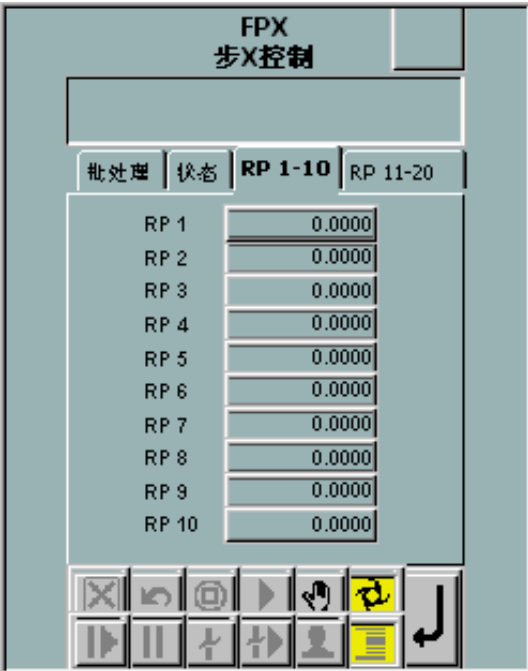 FPX
步X控制
批处理 状态 RP 1-10 RP 11-20
RP 1 0.0000
RP 2 0.0000
RP 3 0.0000
RP 4 0.0000
RP 5 0.0000
RP 6 0.0000
RP 7 0.0000
RP 8 0.0000
RP 9 0.0000
RP 10 0.0000